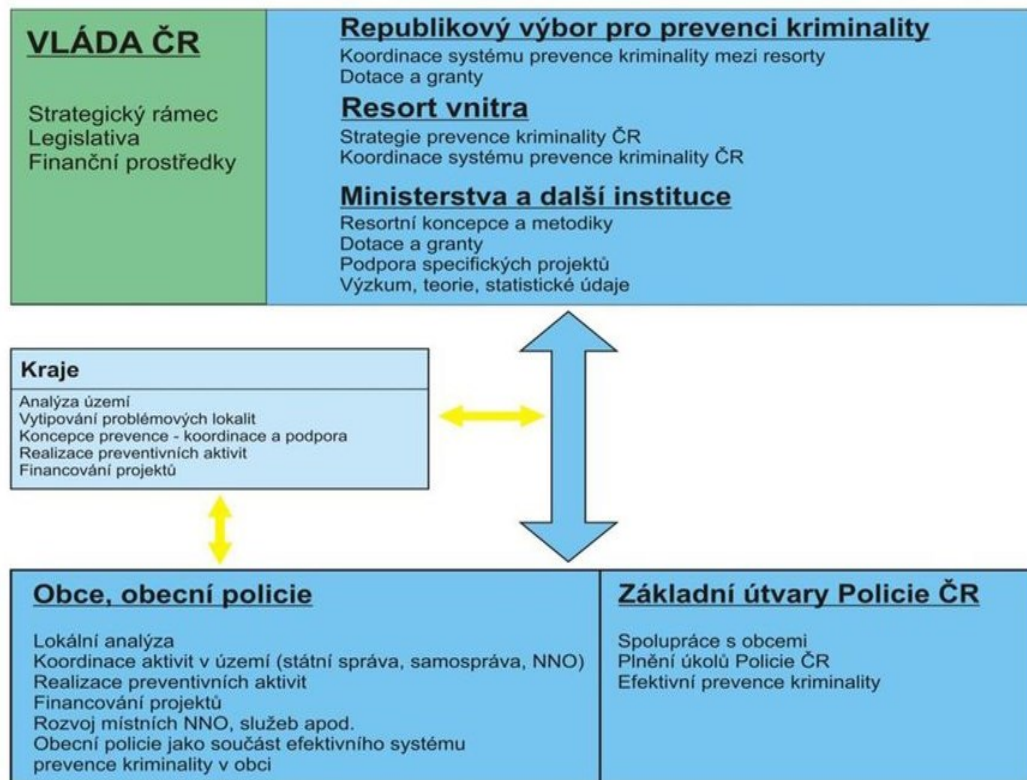 VLÁDA ČR
Strategický rámec
Legislativa
Finanční prostředky
Republikový výbor pro prevenci kriminality
Koordinace systému prevence kriminality mezi resorty
Dotace a granty
Resort vnitra
Strategie prevence kriminality ČR
Koordinace systému prevence kriminality ČR
Ministerstva a další instituce
Resortní koncepce a metodiky
Dotace a granty
Podpora specifických projektů
Výzkum, teorie, statistické údaje
Kraje
Analýza území
Vytipování problémových lokalit
Koncepce prevence - koordinace a podpora
Realizace preventivních aktivit
Financování projektů
Obce, obecní policie
Lokální analýza
Koordinace aktivit v území (státní správa, samospráva, NNO)
Realizace preventivních aktivit
Financování projektů
Rozvoj místních NNO, služeb apod.
Obecní policie jako součást efektivního systému
prevence kriminality v obci
Základní útvary Policie ČR
Spolupráce s obcemi
Plnění úkolů Policie ČR
Efektivní prevence kriminality